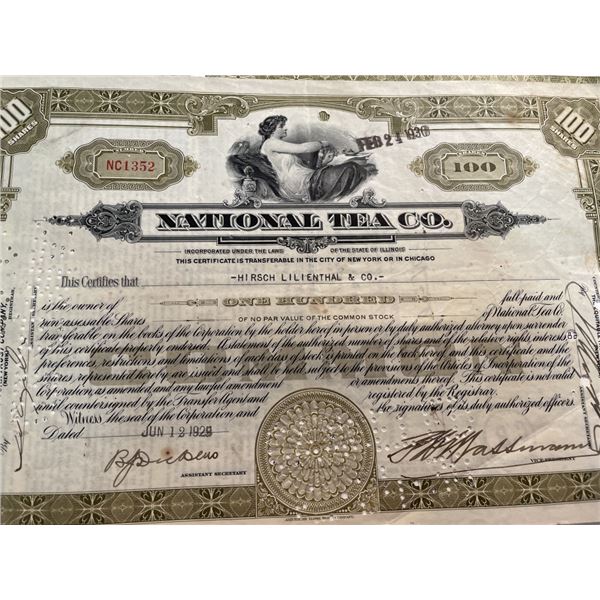 00 SHARES
NUMBER
NC1352
FEB 24 1930
SHARES
100
100 SHARES
NATIONAL TEA CO.
INCORPORATED UNDER THE LAWS OF THE STATE OF ILLINOIS
THIS CERTIFICATE IS TRANSFERABLE IN THE CITY OF NEW YORK OR IN CHICAGO
This Certifies that -HIRSCH LILIENTHAL & CO.-
is the owner of ONE HUNDRED full-paid and
non-assessable Shares OF NO PAR VALUE OF THE COMMON STOCK of National Tea Co.
transferable on the books of the Corporation by the holder hereof in person or by duly authorized attorney upon surrender
of this certificate properly endorsed. A statement of the authorized number of shares and of the relative rights, interests,
preferences, restrictions and limitations of each class of stock is printed on the back hereof, and this certificate and the
shares represented hereby are issued and shall be held subject to the provisions of the Articles of Incorporation of the
Corporation, as amended, and any lawful amendment or amendments thereof. This certificate is not valid
until countersigned by the Transfer Agent and registered by the Registrar.
Witness The seal of the Corporation, and the signatures of its duly authorized officers.
Dated JUN 12 1929
ASSISTANT SECRETARY
VICE-PRESIDENT